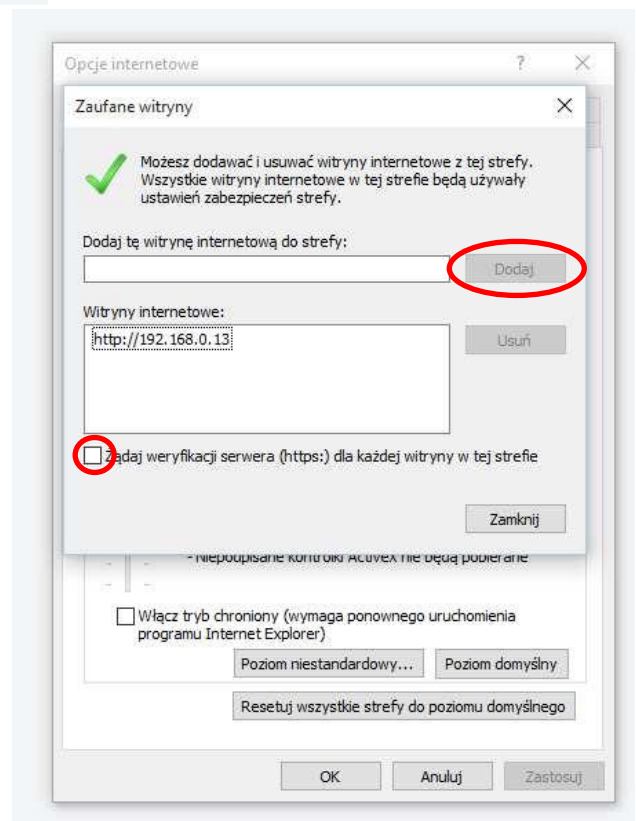 Opcje internetowe
Zaufane witryny
Możesz dodawać i usuwać witryny internetowe z tej strefy.
Wszystkie witryny internetowe w tej strefie będą używały
ustawień zabezpieczeń strefy.
Dodaj tę witrynę internetową do strefy:
Dodaj
Witryny internetowe:
http://192.168.0.13
Usuń
Żądaj weryfikacji serwera (https:) dla każdej witryny w tej strefie
Zamknij
- Niepodpisane kontrolki ActiveX nie będą pobierane
Włącz tryb chroniony (wymaga ponownego uruchomienia
programu Internet Explorer)
Poziom niestandardowy... Poziom domyślny
Resetuj wszystkie strefy do poziomu domyślnego
OK Anuluj Zastosuj